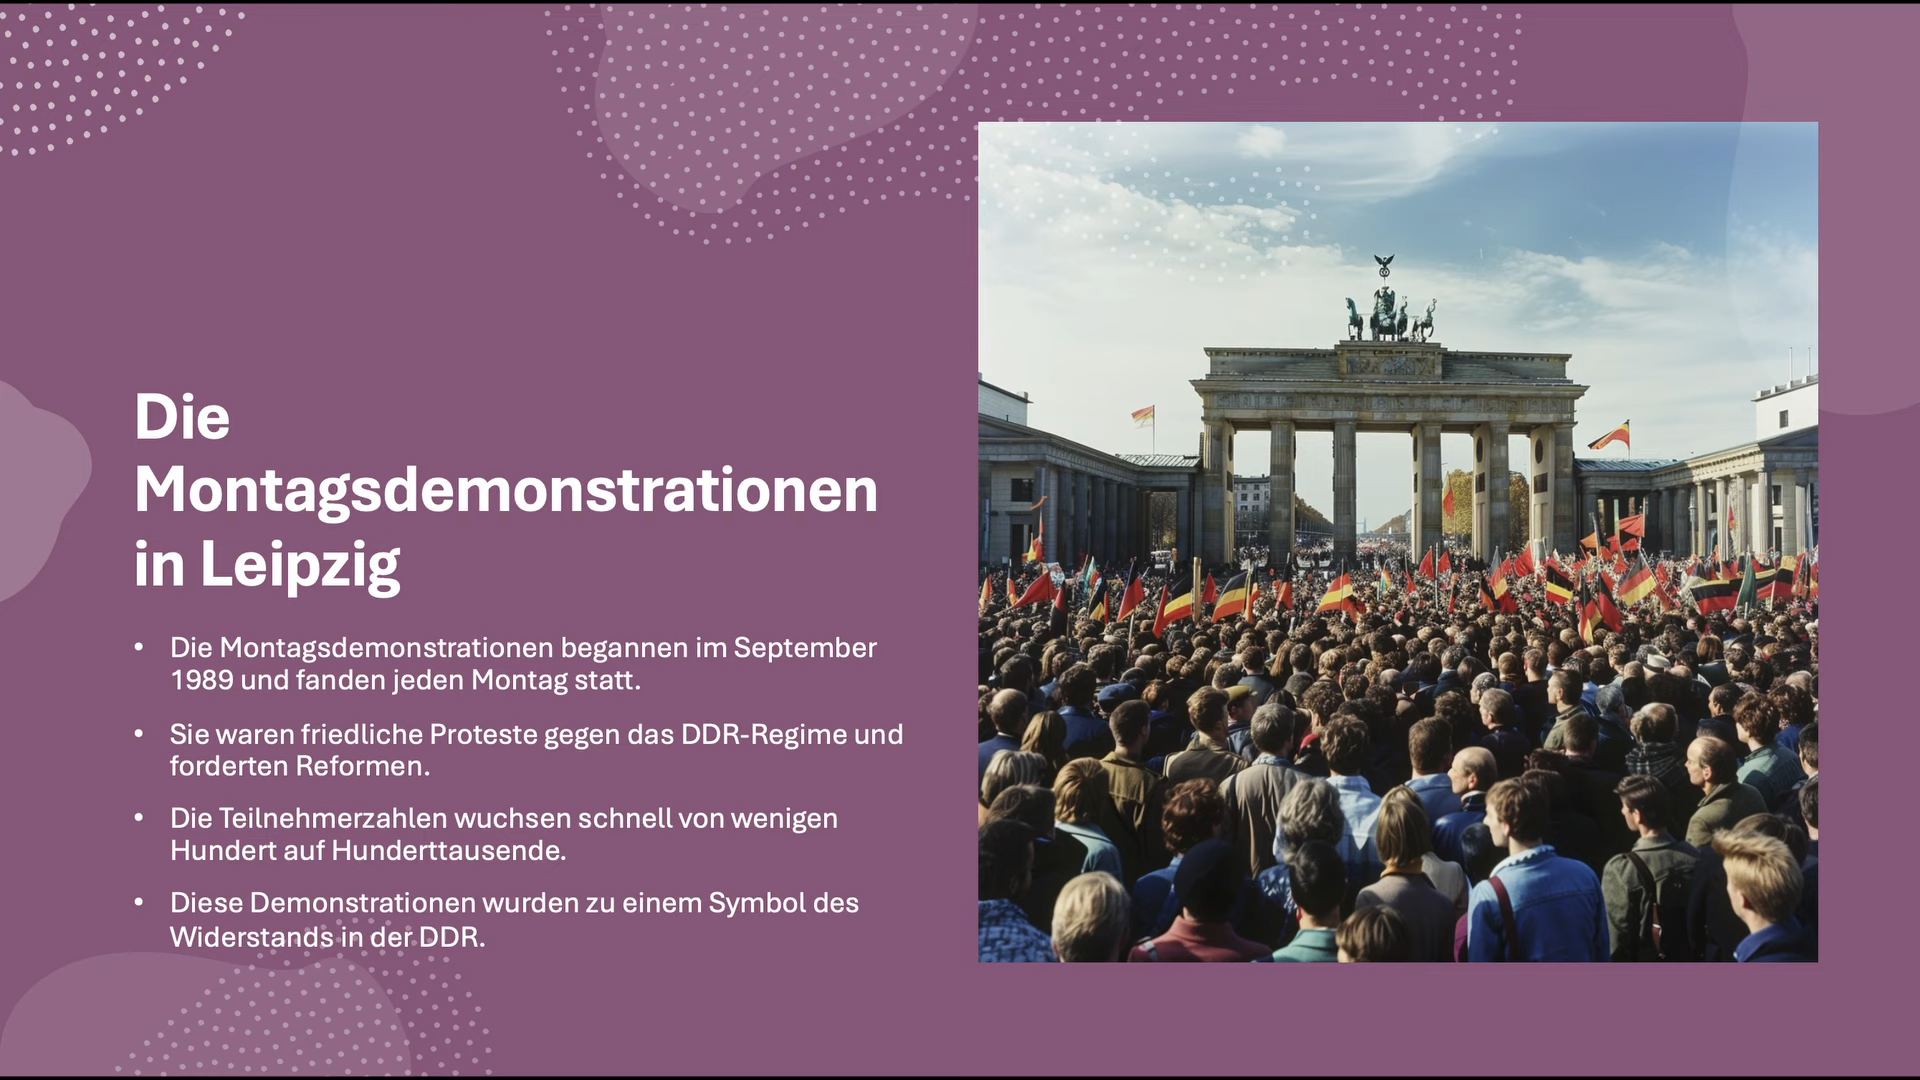 Die
Montagsdemonstrationen
in Leipzig
• Die Montagsdemonstrationen begannen im September
1989 und fanden jeden Montag statt.
• Sie waren friedliche Proteste gegen das DDR-Regime und
forderten Reformen.
• Die Teilnehmerzahlen wuchsen schnell von wenigen
Hundert auf Hunderttausende.
• Diese Demonstrationen wurden zu einem Symbol des
Widerstands in der DDR.